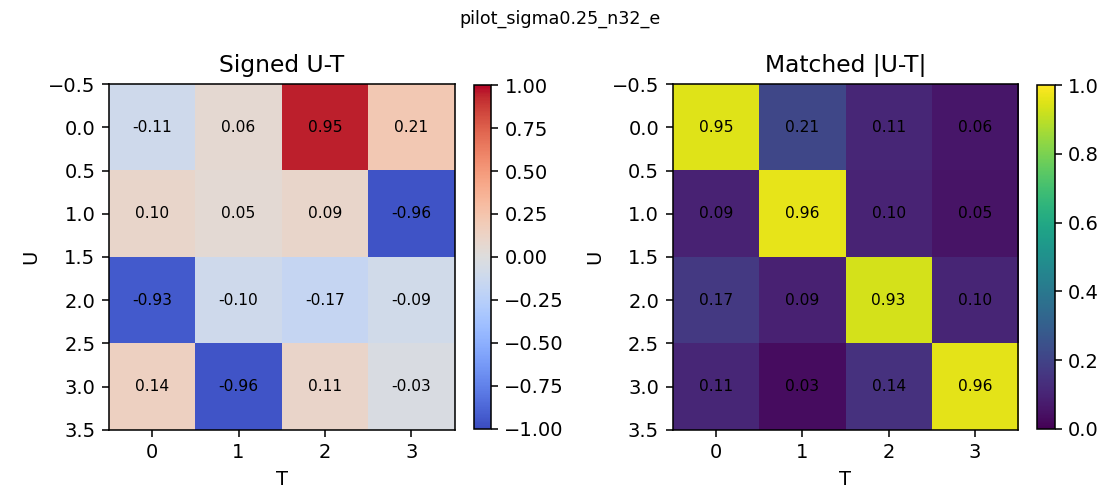 pilot_sigma0.25_n32_e
Signed U-T
−0.5
0.0
0.5
1.0
1.5
2.0
2.5
3.0
3.5
U
-0.11 0.06 0.95 0.21
0.10 0.05 0.09 -0.96
-0.93 -0.10 -0.17 -0.09
0.14 -0.96 0.11 -0.03
0 1 2 3
T
1.00
0.75
0.50
0.25
0.00
−0.25
−0.50
−0.75
−1.00
Matched |U-T|
−0.5
0.0
0.5
1.0
1.5
2.0
2.5
3.0
3.5
U
0.95 0.21 0.11 0.06
0.09 0.96 0.10 0.05
0.17 0.09 0.93 0.10
0.11 0.03 0.14 0.96
0 1 2 3
T
1.0
0.8
0.6
0.4
0.2
0.0